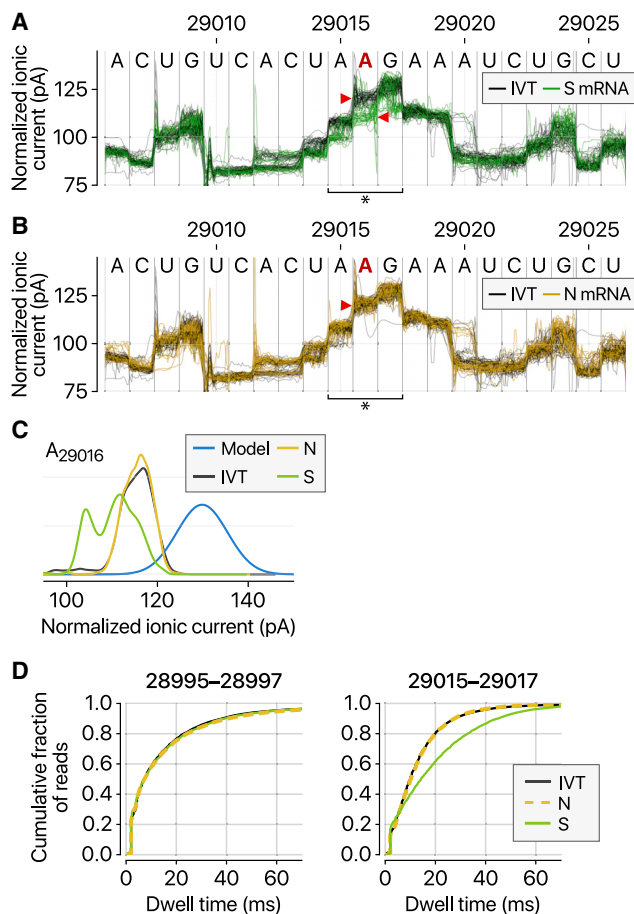 A
29010 29015 29020 29025
A C U G U C A C U A A G A A A U C U G C U
Normalized ionic
current (pA)
125
100
75
IVT S mRNA
*
B
29010 29015 29020 29025
A C U G U C A C U A A G A A A U C U G C U
Normalized ionic
current (pA)
125
100
75
IVT N mRNA
*
C
A29016
Model N
IVT S
100 120 140
Normalized ionic current (pA)
D
28995–28997 29015–29017
Cumulative fraction
of reads
1.0 1.0
0.8 0.8
0.6 0.6
0.4 0.4
0.2 0.2
0.0 0.0
IVT
N
S
0 20 40 60 0 20 40 60
Dwell time (ms) Dwell time (ms)